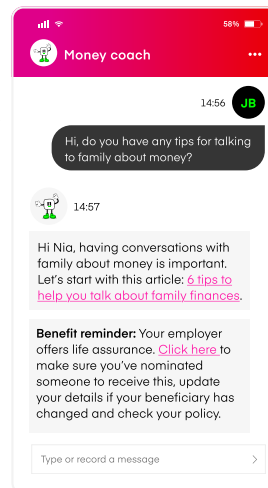 58%
Money coach
14:56
JB
Hi, do you have any tips for talking
to family about money?
14:57
Hi Nia, having conversations with
family about money is important.
Let's start with this article: 6 tips to
help you talk about family finances.
Benefit reminder: Your employer
offers life assurance. Click here to
make sure you've nominated
someone to receive this, update
your details if your beneficiary has
changed and check your policy.
Type or record a message